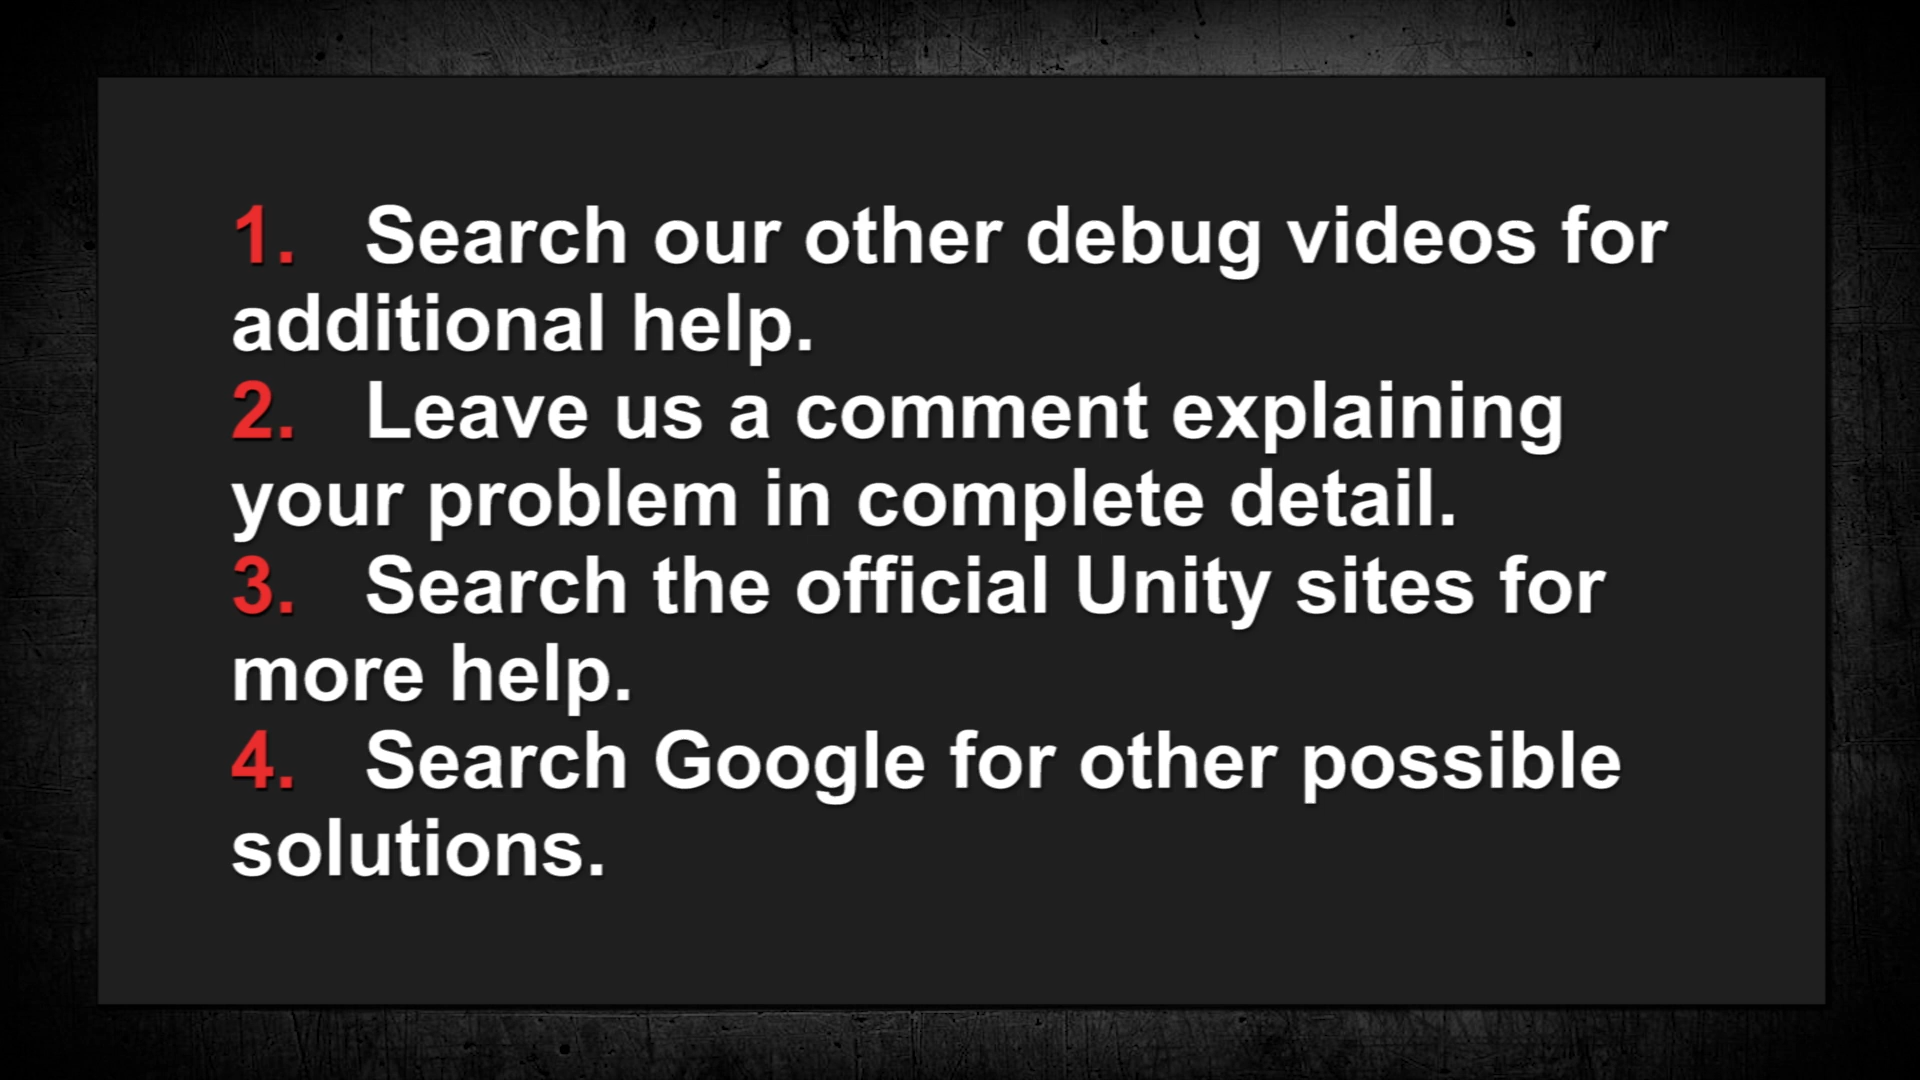 1. Search our other debug videos for
additional help.
2. Leave us a comment explaining
your problem in complete detail.
3. Search the official Unity sites for
more help.
4. Search Google for other possible
solutions.